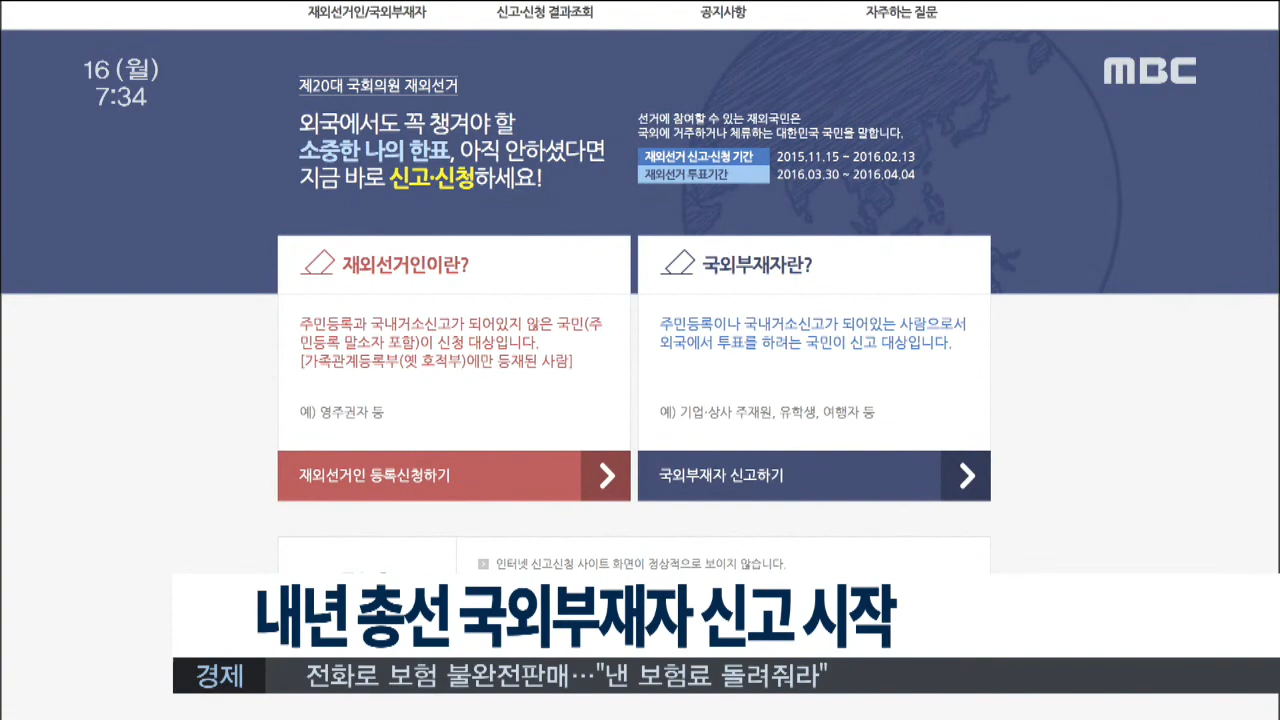 재외선거인/국외부재자 신고·신청 결과조회 공지사항 자주하는 질문
16 (월)
7:34
MBC
제20대 국회의원 재외선거
외국에서도 꼭 챙겨야 할
소중한 나의 한표, 아직 안하셨다면
지금 바로 신고·신청하세요!
선거에 참여할 수 있는 재외국민은
국외에 거주하거나 체류하는 대한민국 국민을 말합니다.
재외선거 신고·신청 기간 2015.11.15 ~ 2016.02.13
재외선거 투표기간 2016.03.30 ~ 2016.04.04
재외선거인이란?
주민등록과 국내거소신고가 되어있지 않은 국민(주
민등록 말소자 포함)이 신청 대상입니다.
[가족관계등록부(옛 호적부)에만 등재된 사람]
예) 영주권자 등
재외선거인 등록신청하기
국외부재자란?
주민등록이나 국내거소신고가 되어있는 사람으로서
외국에서 투표를 하려는 국민이 신고 대상입니다.
예) 기업·상사 주재원, 유학생, 여행자 등
국외부재자 신고하기
인터넷 신고신청 사이트 화면이 정상적으로 보이지 않습니다.
내년 총선 국외부재자 신고 시작
경제 전화로 보험 불완전판매…"낸 보험료 돌려줘라"